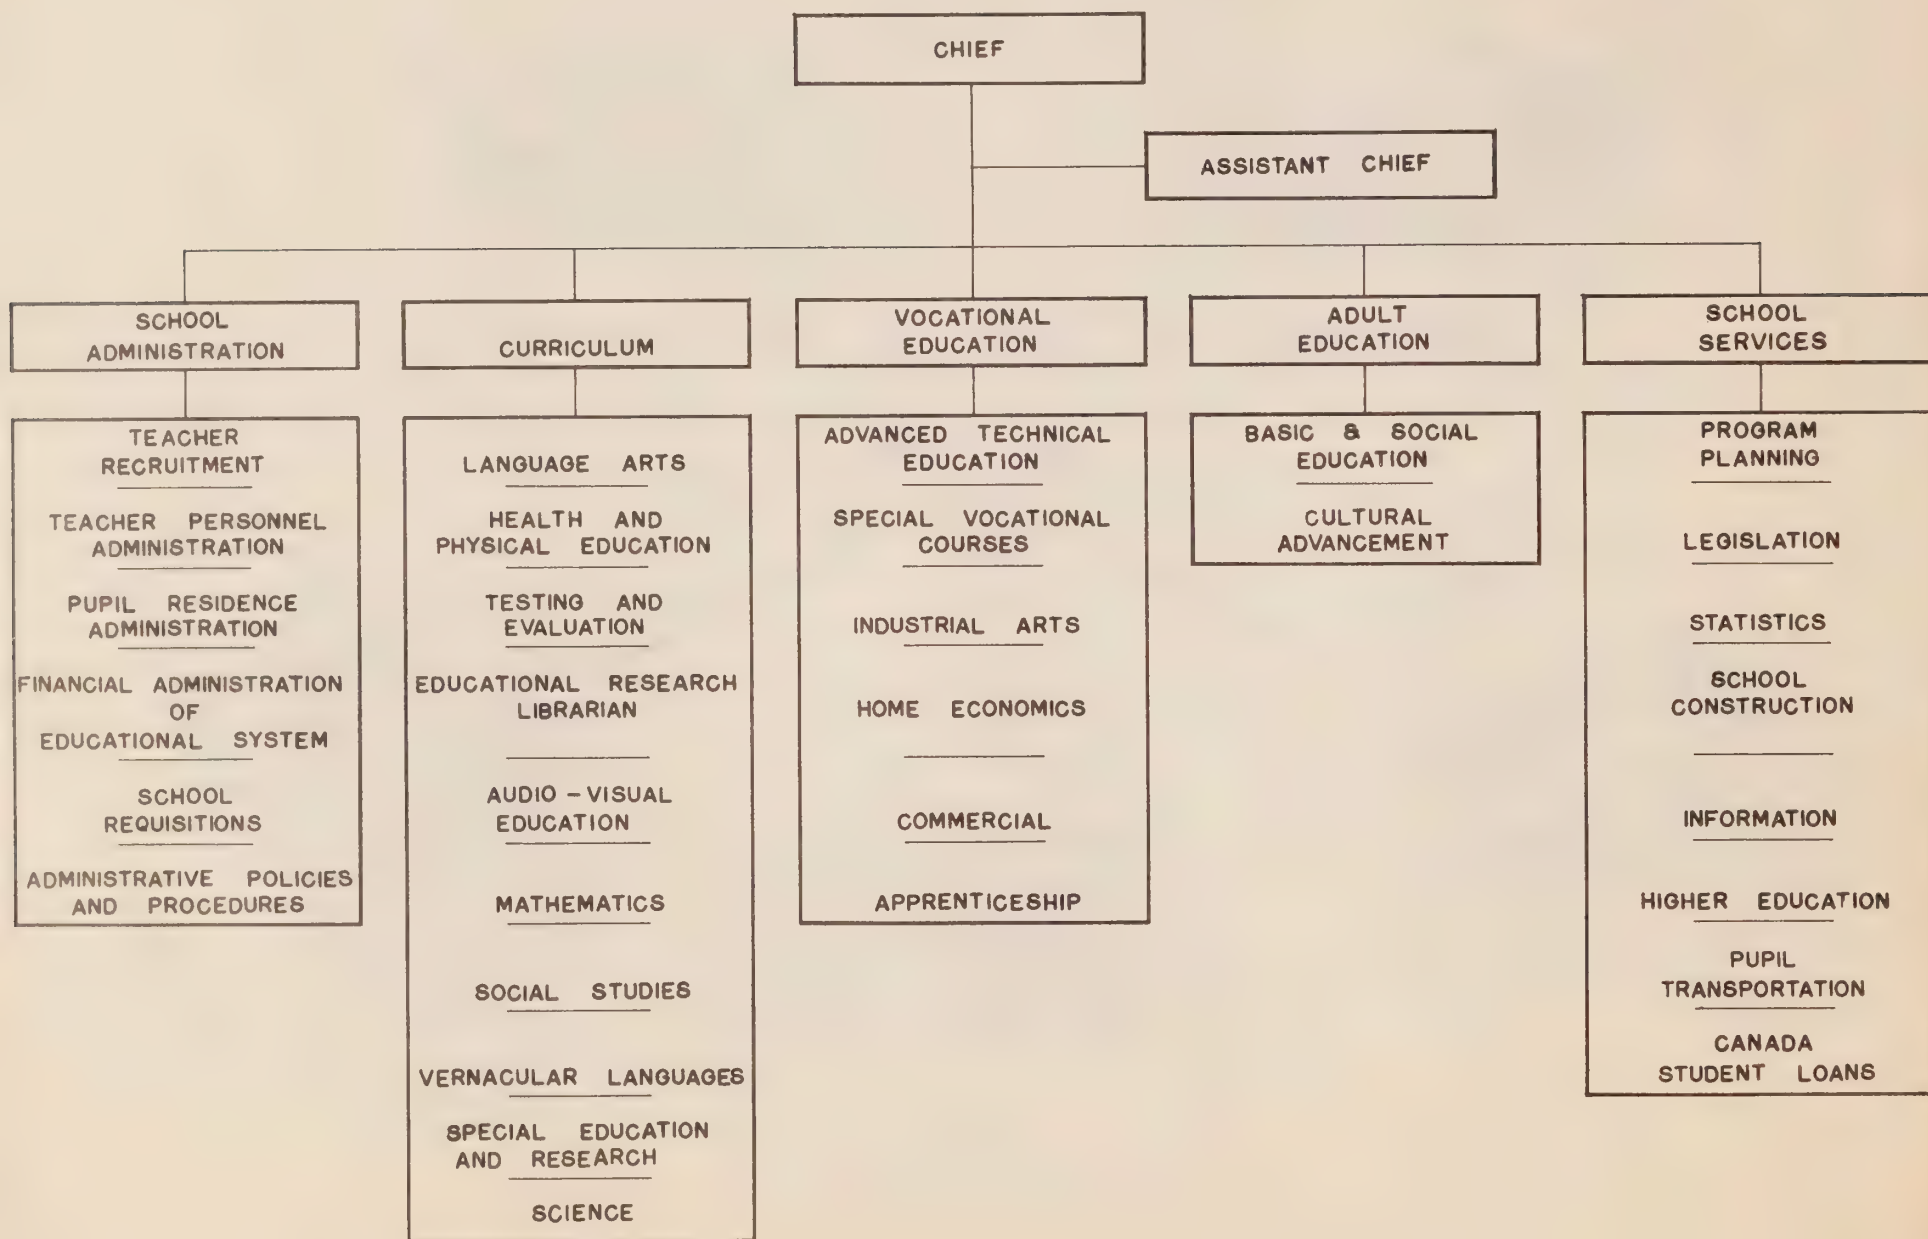 CHIEF
ASSISTANT CHIEF
SCHOOL
ADMINISTRATION
TEACHER
RECRUITMENT
TEACHER PERSONNEL
ADMINISTRATION
PUPIL RESIDENCE
ADMINISTRATION
FINANCIAL ADMINISTRATION
OF
EDUCATIONAL SYSTEM
SCHOOL
REQUISITIONS
ADMINISTRATIVE POLICIES
AND PROCEDURES
CURRICULUM
LANGUAGE ARTS
HEALTH AND
PHYSICAL EDUCATION
TESTING AND
EVALUATION
EDUCATIONAL RESEARCH
LIBRARIAN
AUDIO - VISUAL
EDUCATION
MATHEMATICS
SOCIAL STUDIES
VERNACULAR LANGUAGES
SPECIAL EDUCATION
AND RESEARCH
SCIENCE
VOCATIONAL
EDUCATION
ADVANCED TECHNICAL
EDUCATION
SPECIAL VOCATIONAL
COURSES
INDUSTRIAL ARTS
HOME ECONOMICS
COMMERCIAL
APPRENTICESHIP
ADULT
EDUCATION
BASIC & SOCIAL
EDUCATION
CULTURAL
ADVANCEMENT
SCHOOL
SERVICES
PROGRAM
PLANNING
LEGISLATION
STATISTICS
SCHOOL
CONSTRUCTION
INFORMATION
HIGHER EDUCATION
PUPIL
TRANSPORTATION
CANADA
STUDENT LOANS